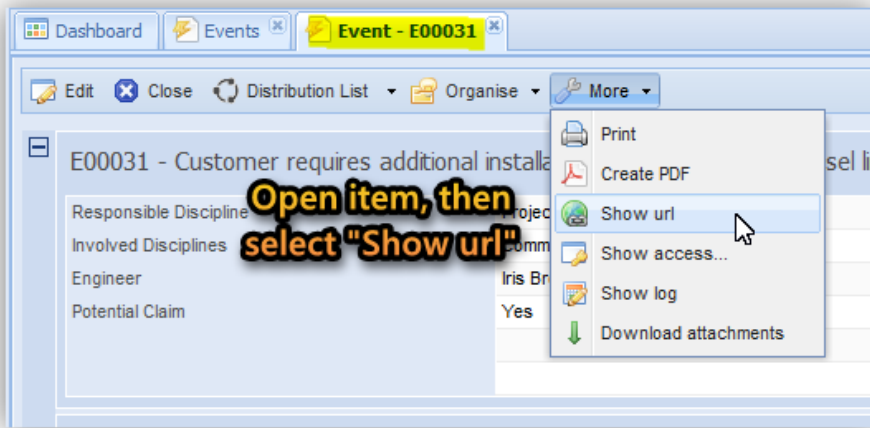 Dashboard Events Event - E00031
Edit Close Distribution List Organise More
Print
E00031 - Customer requires additional
Create PDF
Responsible Discipline
Show url
Involved Disciplines
Show access...
Engineer Iris
Show log
Potential Claim Yes
Download attachments
Open item, then
select "Show url"